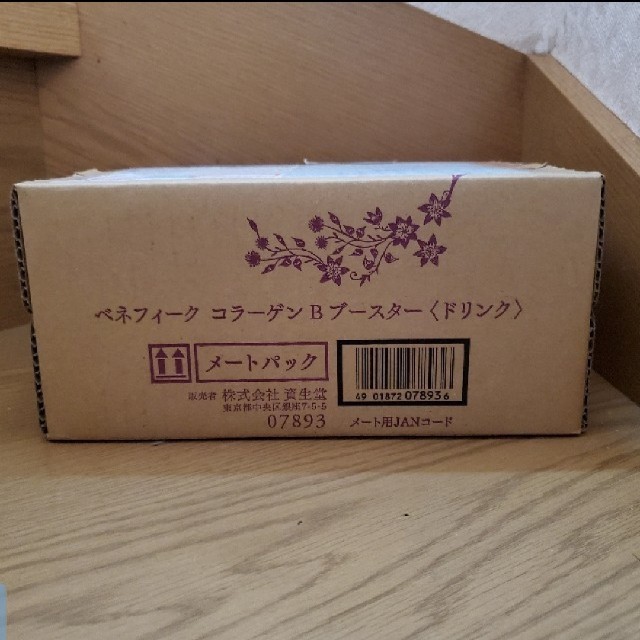 ベネフィーク コラーゲン B ブースター〈ドリンク〉
メートパック
販売者 株式会社 資生堂
東京都中央区銀座7-5-5
07893
49 01872 078936
メート用JANコード